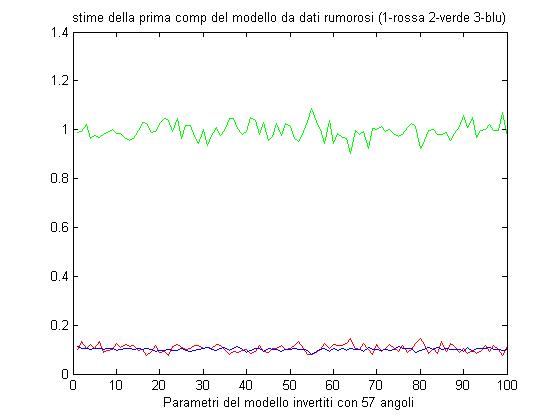 stime della prima comp del modello da dati rumorosi (1-rossa 2-verde 3-blu)
1.4
1.2
1
0.8
0.6
0.4
0.2
0
0 10 20 30 40 50 60 70 80 90 100
Parametri del modello invertiti con 57 angoli